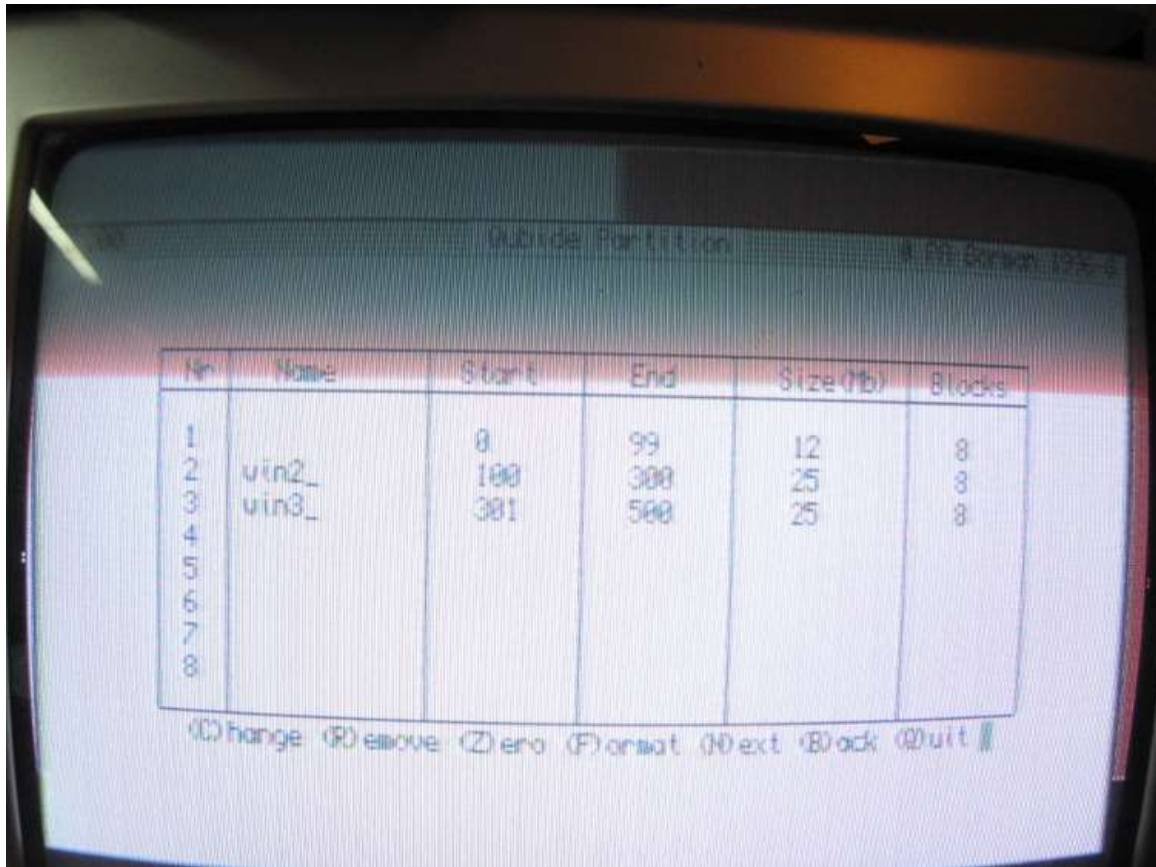 Qubide Partition
Nr Name Start End Size(Mb) Blocks
1 0 99 12 8
2 win2_ 100 300 25 8
3 win3_ 301 500 25 8
4
5
6
7
8
(C)hange (R)emove (Z)ero (F)ormat (N)ext (B)ack (Q)uit